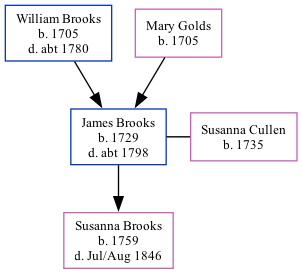 William Brooks
b. 1705
d. abt 1780
Mary Golds
b. 1705
James Brooks
b. 1729
d. abt 1798
Susanna Cullen
b. 1735
Susanna Brooks
b. 1759
d. Jul/Aug 1846